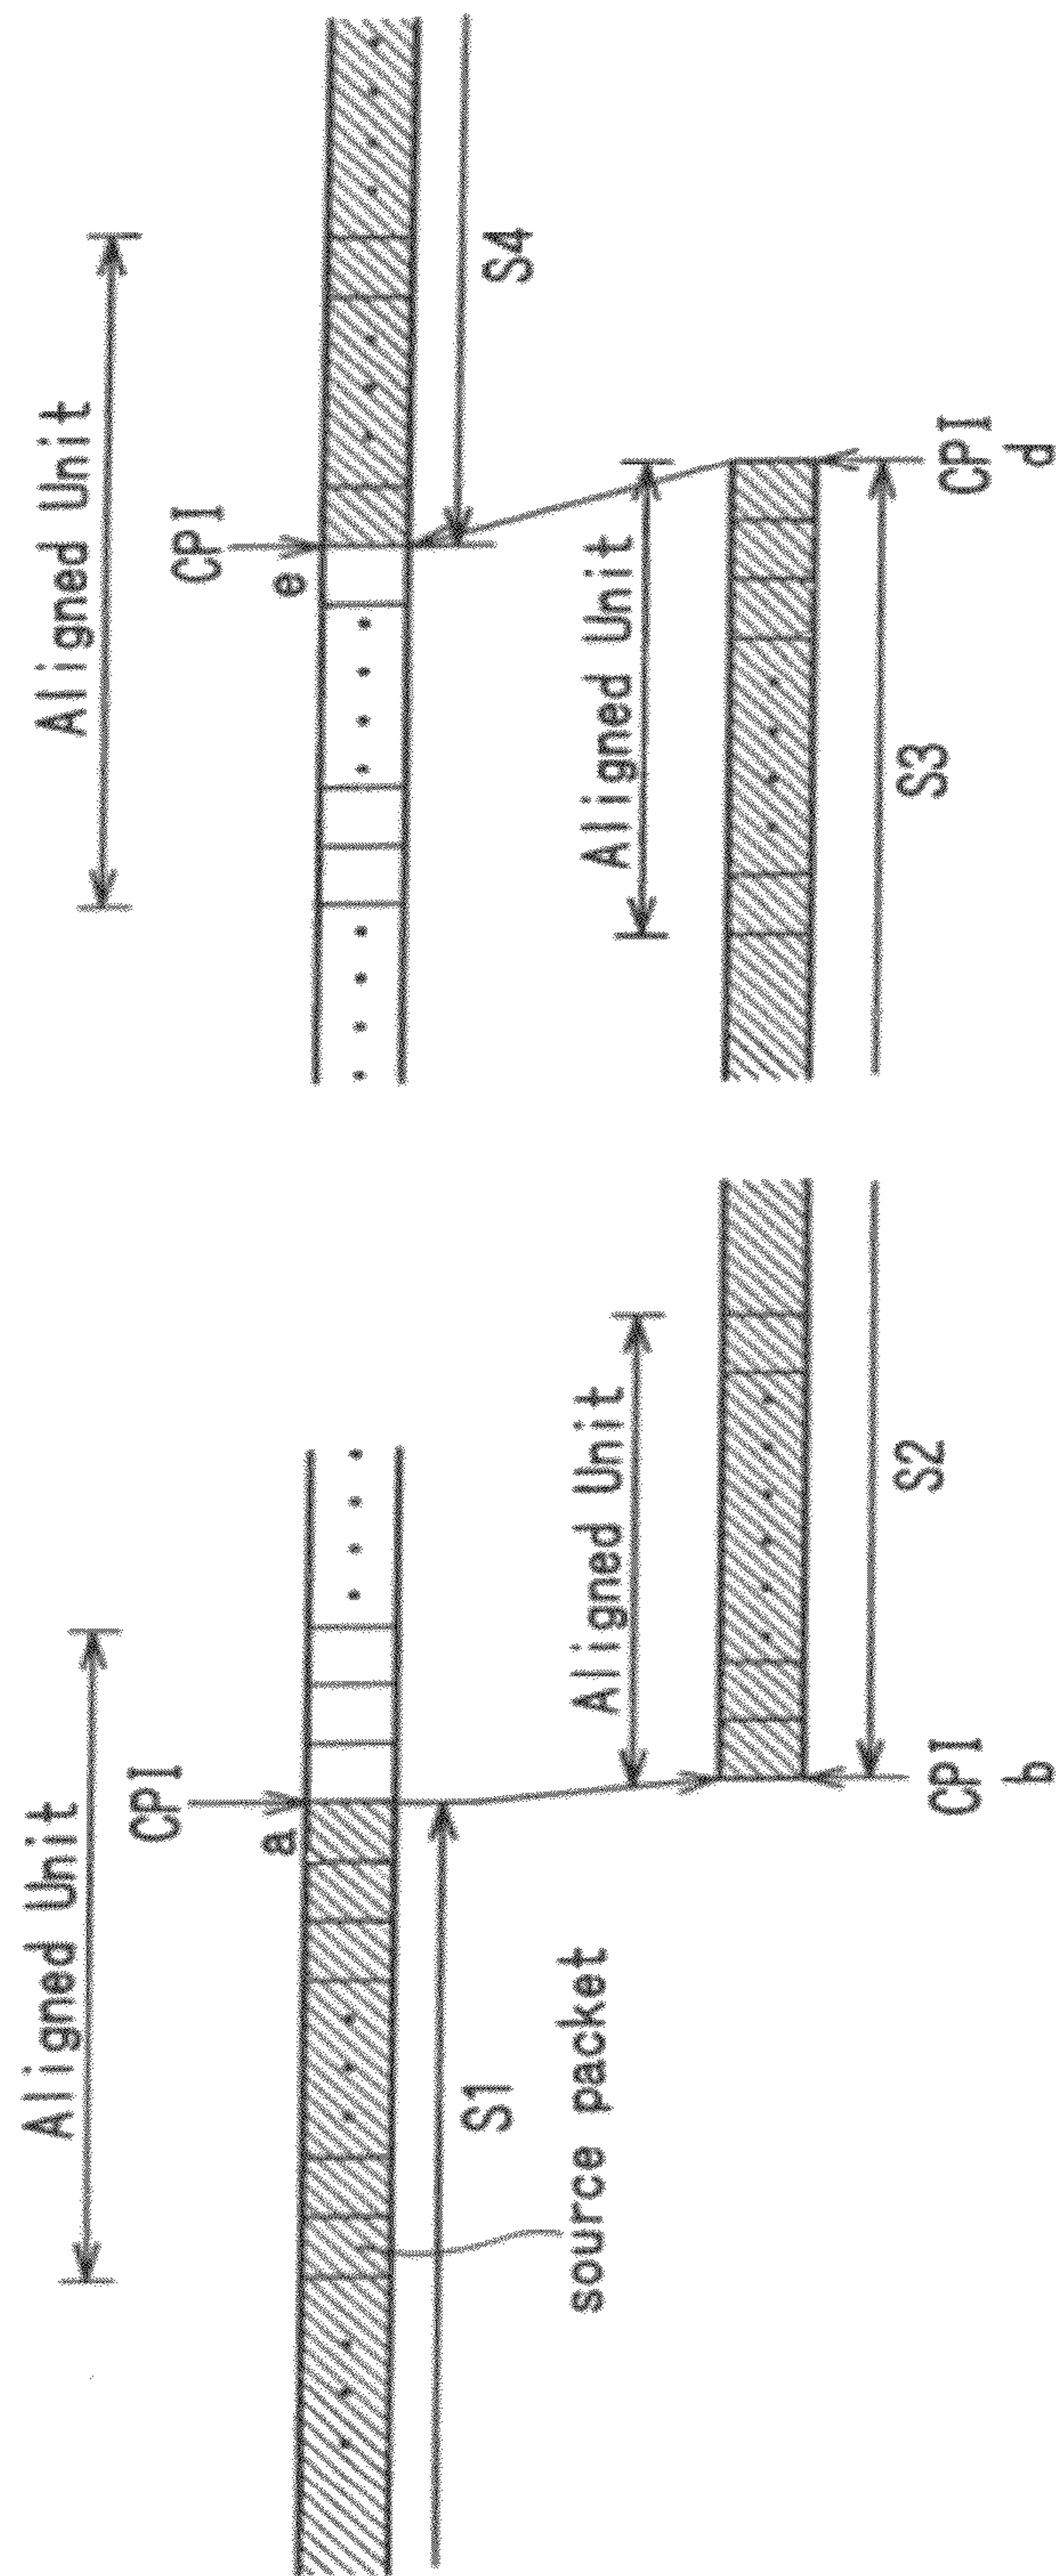 Aligned Unit
CPI
a
S1
source packet
Aligned Unit
CPI
b
S2
Aligned Unit
CPI
e
S4
Aligned Unit
CPI
d
S3